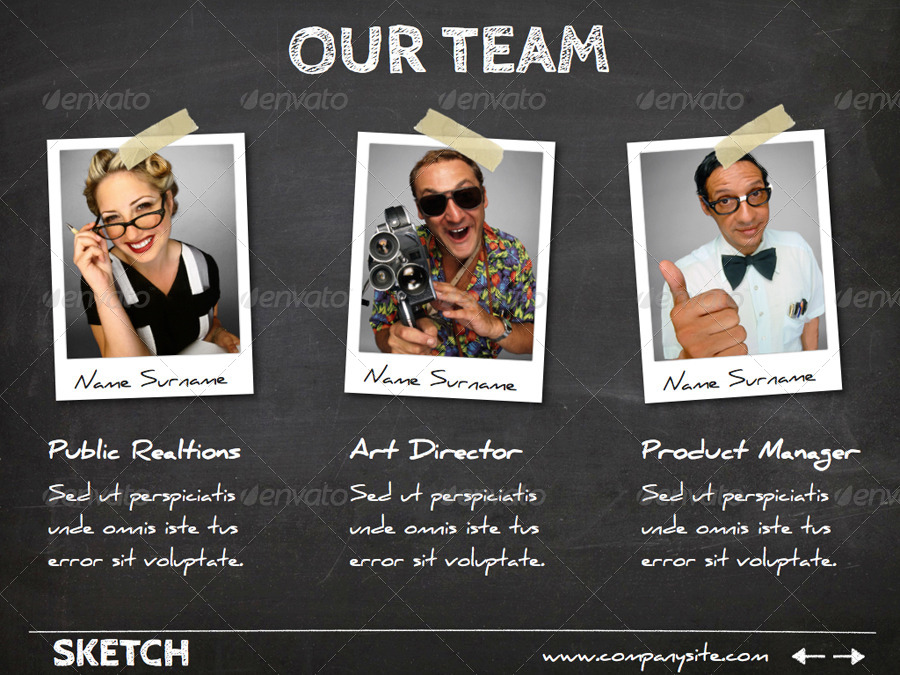 OUR TEAM
envato envato envato envato envato
Name Surname
Name Surname
Name Surname
Public Realtions
Art Director
Product Manager
Sed ut perspiciatis
unde omnis iste tus
error sit voluptate.
Sed ut perspiciatis
unde omnis iste tus
error sit voluptate.
Sed ut perspiciatis
unde omnis iste tus
error sit voluptate.
SKETCH
www.companysite.com